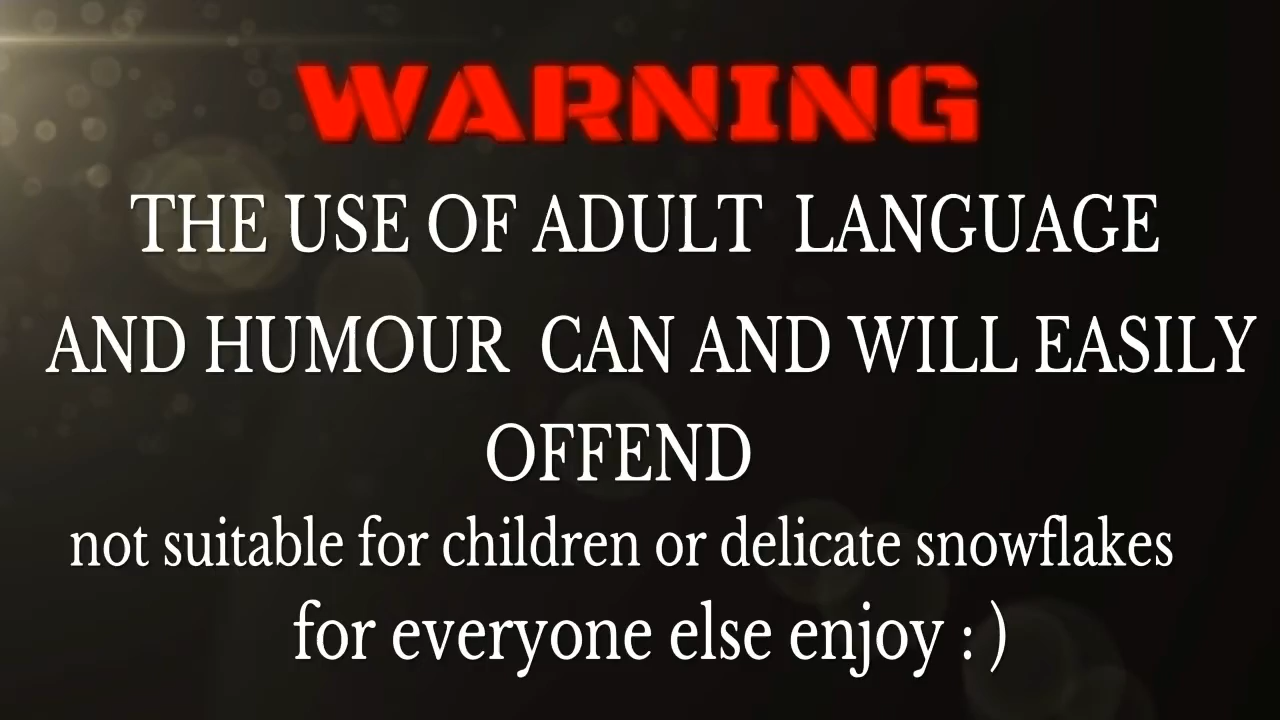 WARNING
THE USE OF ADULT LANGUAGE
AND HUMOUR CAN AND WILL EASILY
OFFEND
not suitable for children or delicate snowflakes
for everyone else enjoy : )